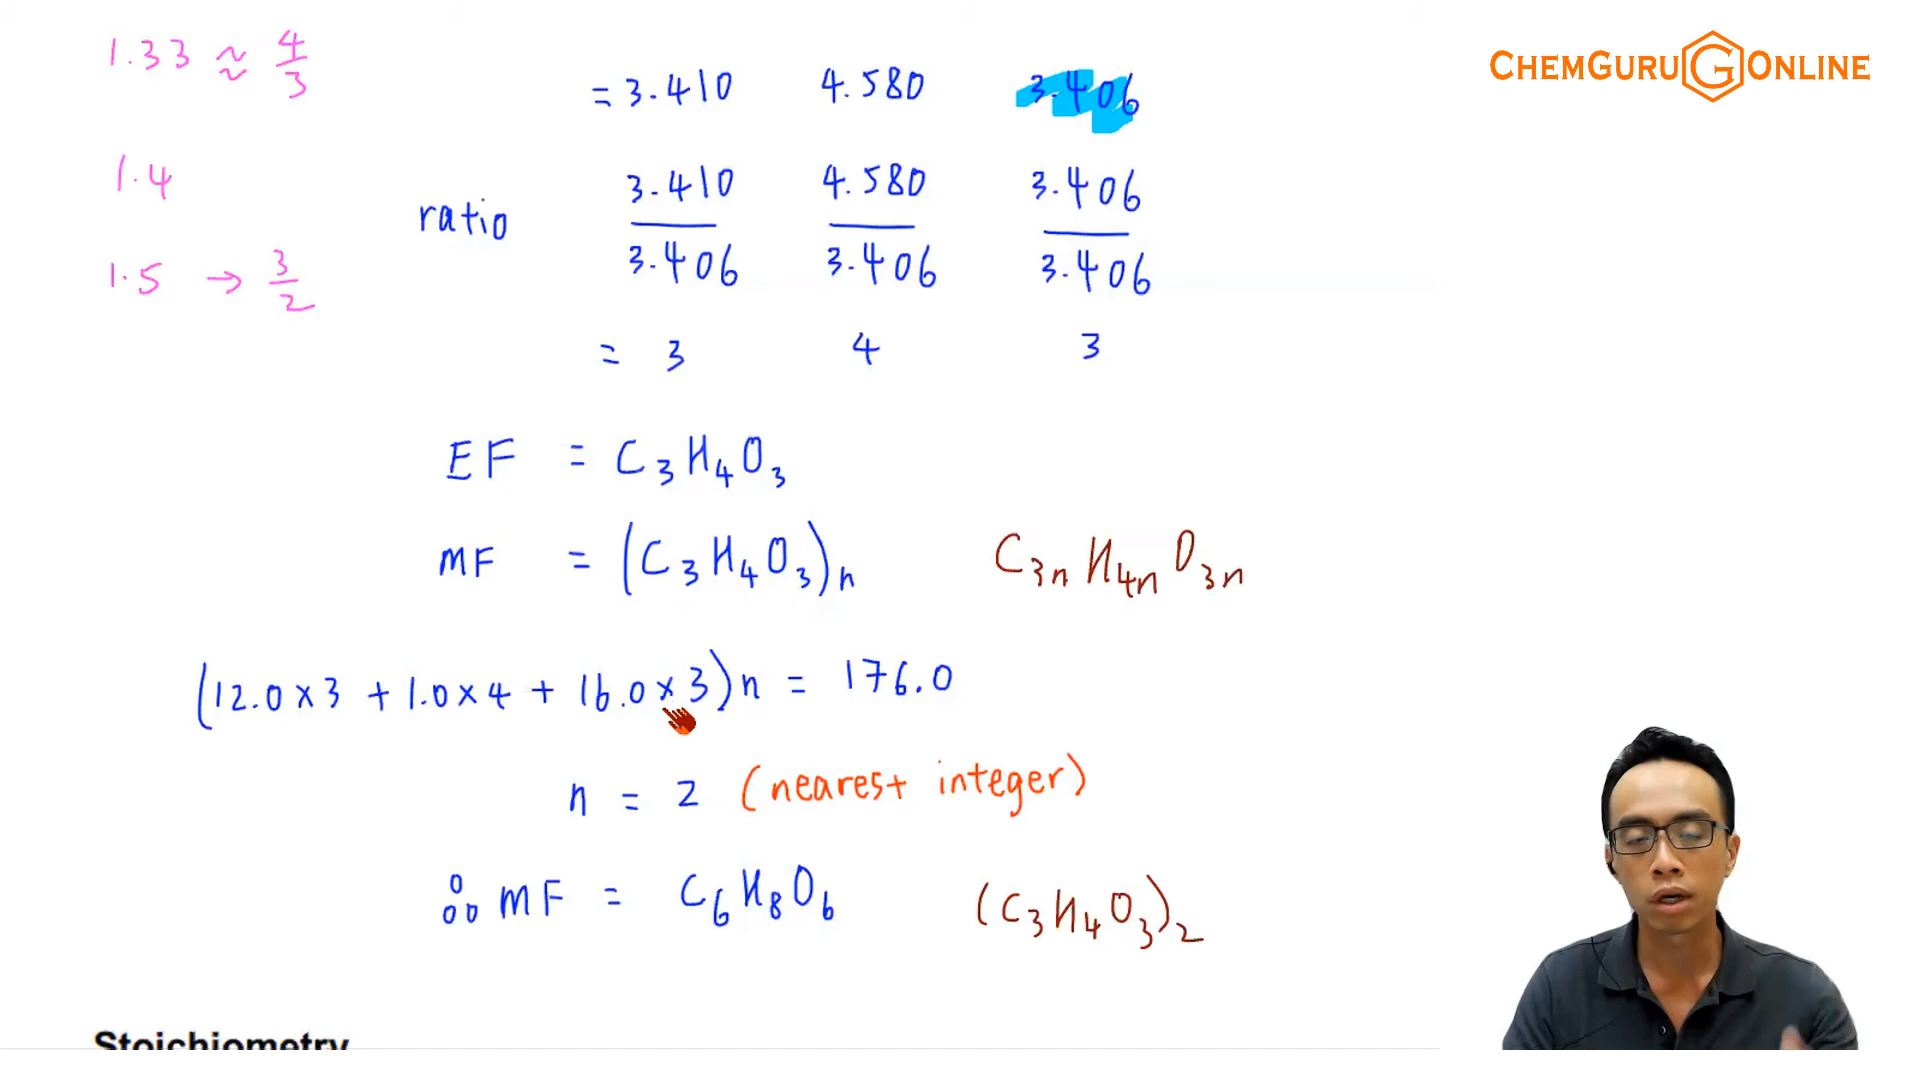 1.33 ≈ 4/3
CHEMGURU G ONLINE
= 3.410 4.580 3.406
1.4
ratio 3.410/3.406 4.580/3.406 3.406/3.406
1.5 → 3/2
= 3 4 3
EF = C₃H₄O₃
MF = (C₃H₄O₃)ₙ C₃ₙH₄ₙO₃ₙ
(12.0×3 + 1.0×4 + 16.0×3)n = 176.0
n = 2 (nearest integer)
∴ MF = C₆H₈O₆ (C₃H₄O₃)₂
Stoichiometry